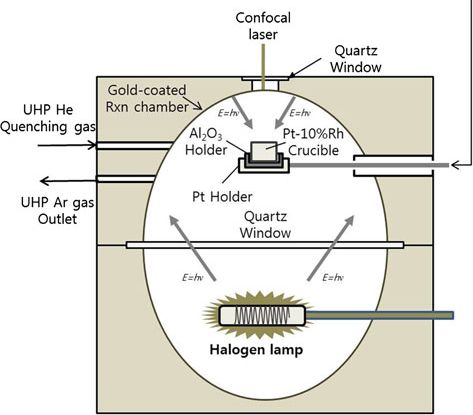 Confocal
laser
Quartz
Window
Gold-coated
Rxn chamber
E=hν
E=hν
UHP He
Quenching gas
Al₂O₃
Holder
Pt-10%Rh
Crucible
Pt Holder
UHP Ar gas
Outlet
Quartz
Window
E=hν
E=hν
Halogen lamp